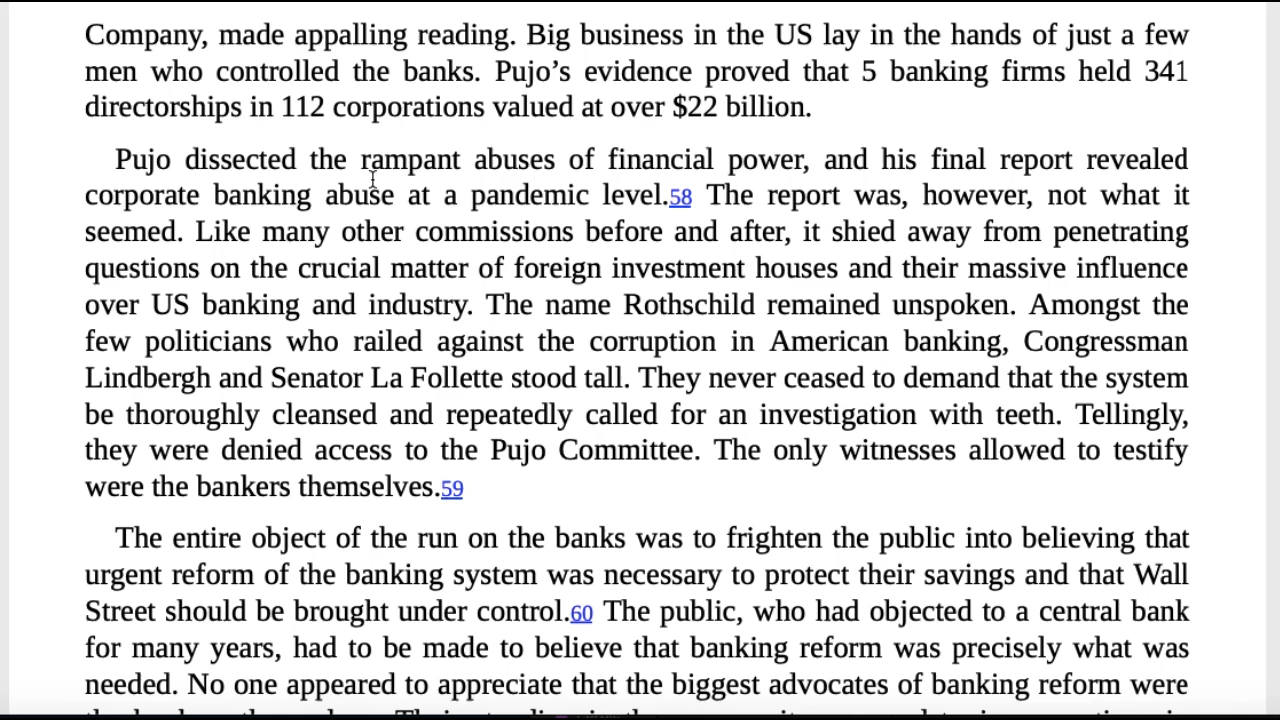 Company, made appalling reading. Big business in the US lay in the hands of just a few
men who controlled the banks. Pujo’s evidence proved that 5 banking firms held 341
directorships in 112 corporations valued at over $22 billion.
Pujo dissected the rampant abuses of financial power, and his final report revealed
corporate banking abuse at a pandemic level.58 The report was, however, not what it
seemed. Like many other commissions before and after, it shied away from penetrating
questions on the crucial matter of foreign investment houses and their massive influence
over US banking and industry. The name Rothschild remained unspoken. Amongst the
few politicians who railed against the corruption in American banking, Congressman
Lindbergh and Senator La Follette stood tall. They never ceased to demand that the system
be thoroughly cleansed and repeatedly called for an investigation with teeth. Tellingly,
they were denied access to the Pujo Committee. The only witnesses allowed to testify
were the bankers themselves.59
The entire object of the run on the banks was to frighten the public into believing that
urgent reform of the banking system was necessary to protect their savings and that Wall
Street should be brought under control.60 The public, who had objected to a central bank
for many years, had to be made to believe that banking reform was precisely what was
needed. No one appeared to appreciate that the biggest advocates of banking reform were